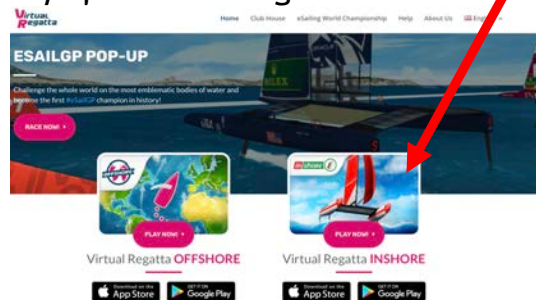 Virtual
Regatta
Home Club House eSailing World Championship Help About Us
ESAILGP POP-UP
Challenge the whole world on the most emblematic bodies of water and
become the first #eSailGP champion in history!
RACE NOW!
ROLEX
OFFSHORE
inshore
PLAY NOW!
PLAY NOW!
Virtual Regatta OFFSHORE
Virtual Regatta INSHORE
Download on the App Store
GET IT ON Google Play
Download on the App Store
GET IT ON Google Play